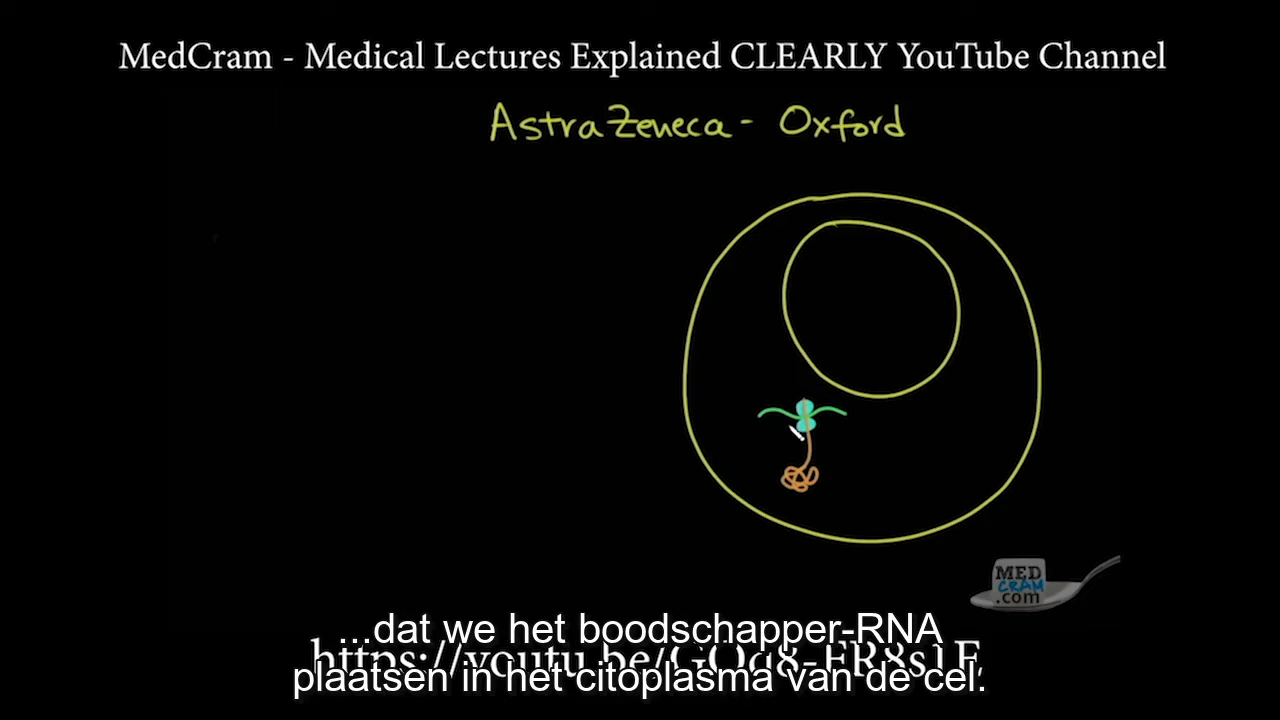 MedCram - Medical Lectures Explained CLEARLY YouTube Channel
AstraZeneca - Oxford
MED
CRAM
.com
...dat we het boodschapper-RNA
plaatsen in het citoplasma van de cel.